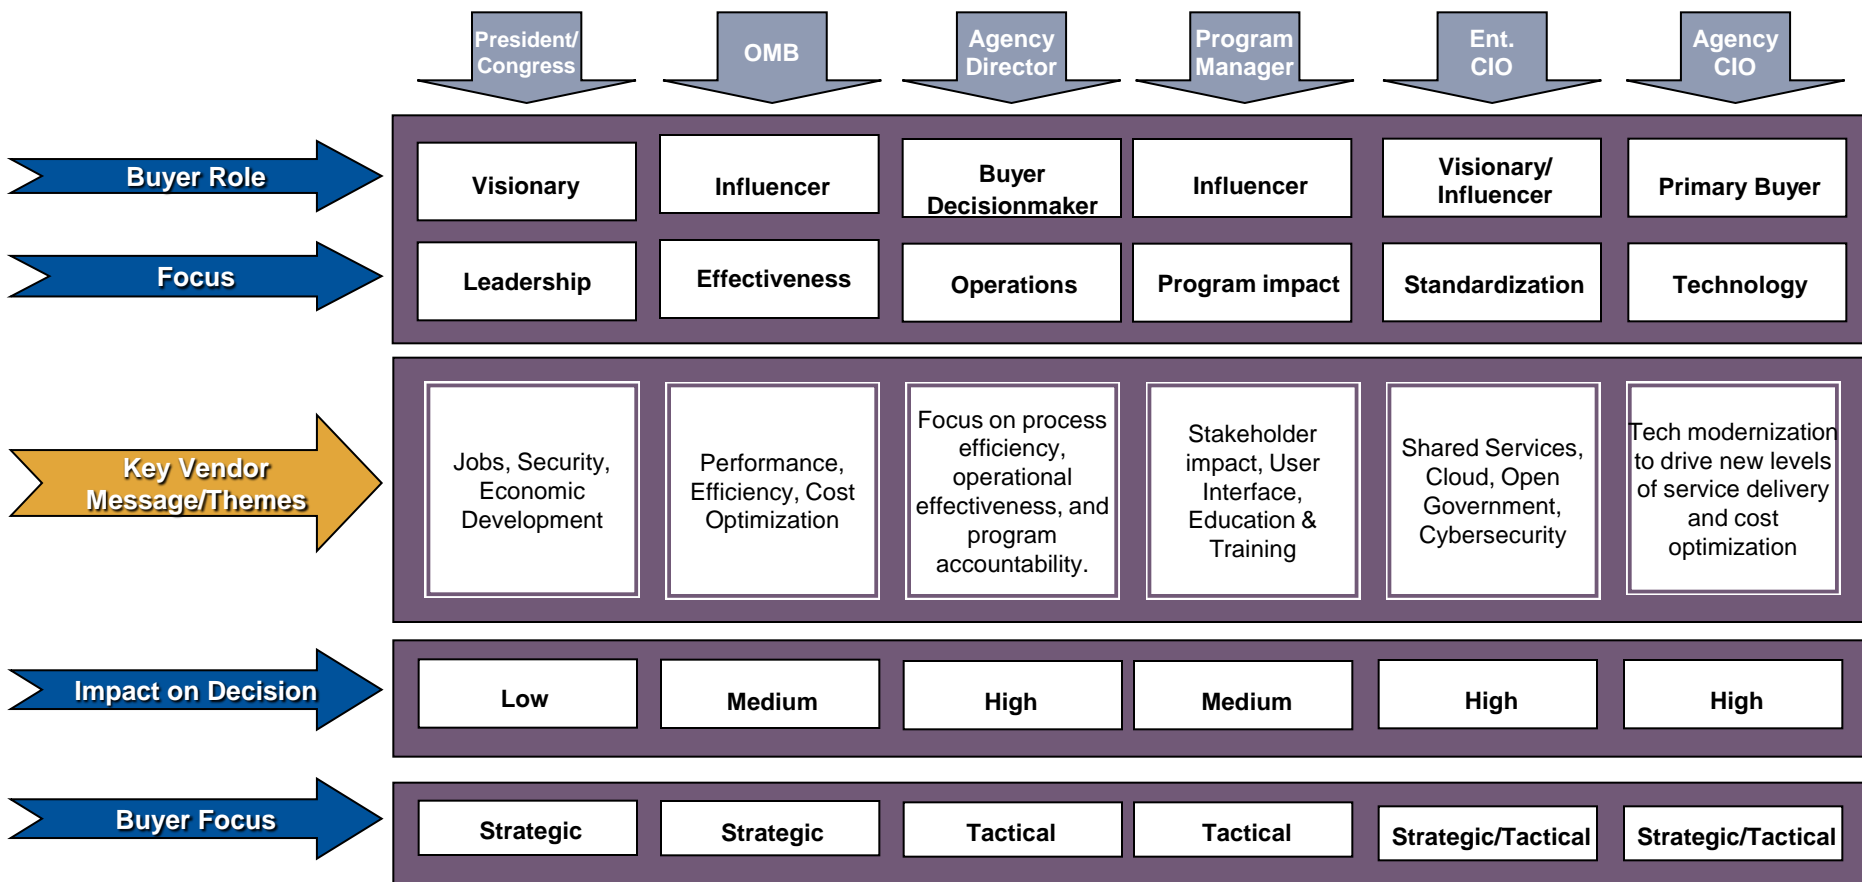 President/
Congress
OMB
Agency
Director
Program
Manager
Ent.
CIO
Agency
CIO
Buyer Role
Visionary
Influencer
Buyer
Decisionmaker
Influencer
Visionary/
Influencer
Primary Buyer
Focus
Leadership
Effectiveness
Operations
Program impact
Standardization
Technology
Key Vendor
Message/Themes
Jobs, Security,
Economic
Development
Performance,
Efficiency, Cost
Optimization
Focus on process
efficiency,
operational
effectiveness, and
program
accountability.
Stakeholder
impact, User
Interface,
Education &
Training
Shared Services,
Cloud, Open
Government,
Cybersecurity
Tech modernization
to drive new levels
of service delivery
and cost
optimization
Impact on Decision
Low
Medium
High
Medium
High
High
Buyer Focus
Strategic
Strategic
Tactical
Tactical
Strategic/Tactical
Strategic/Tactical